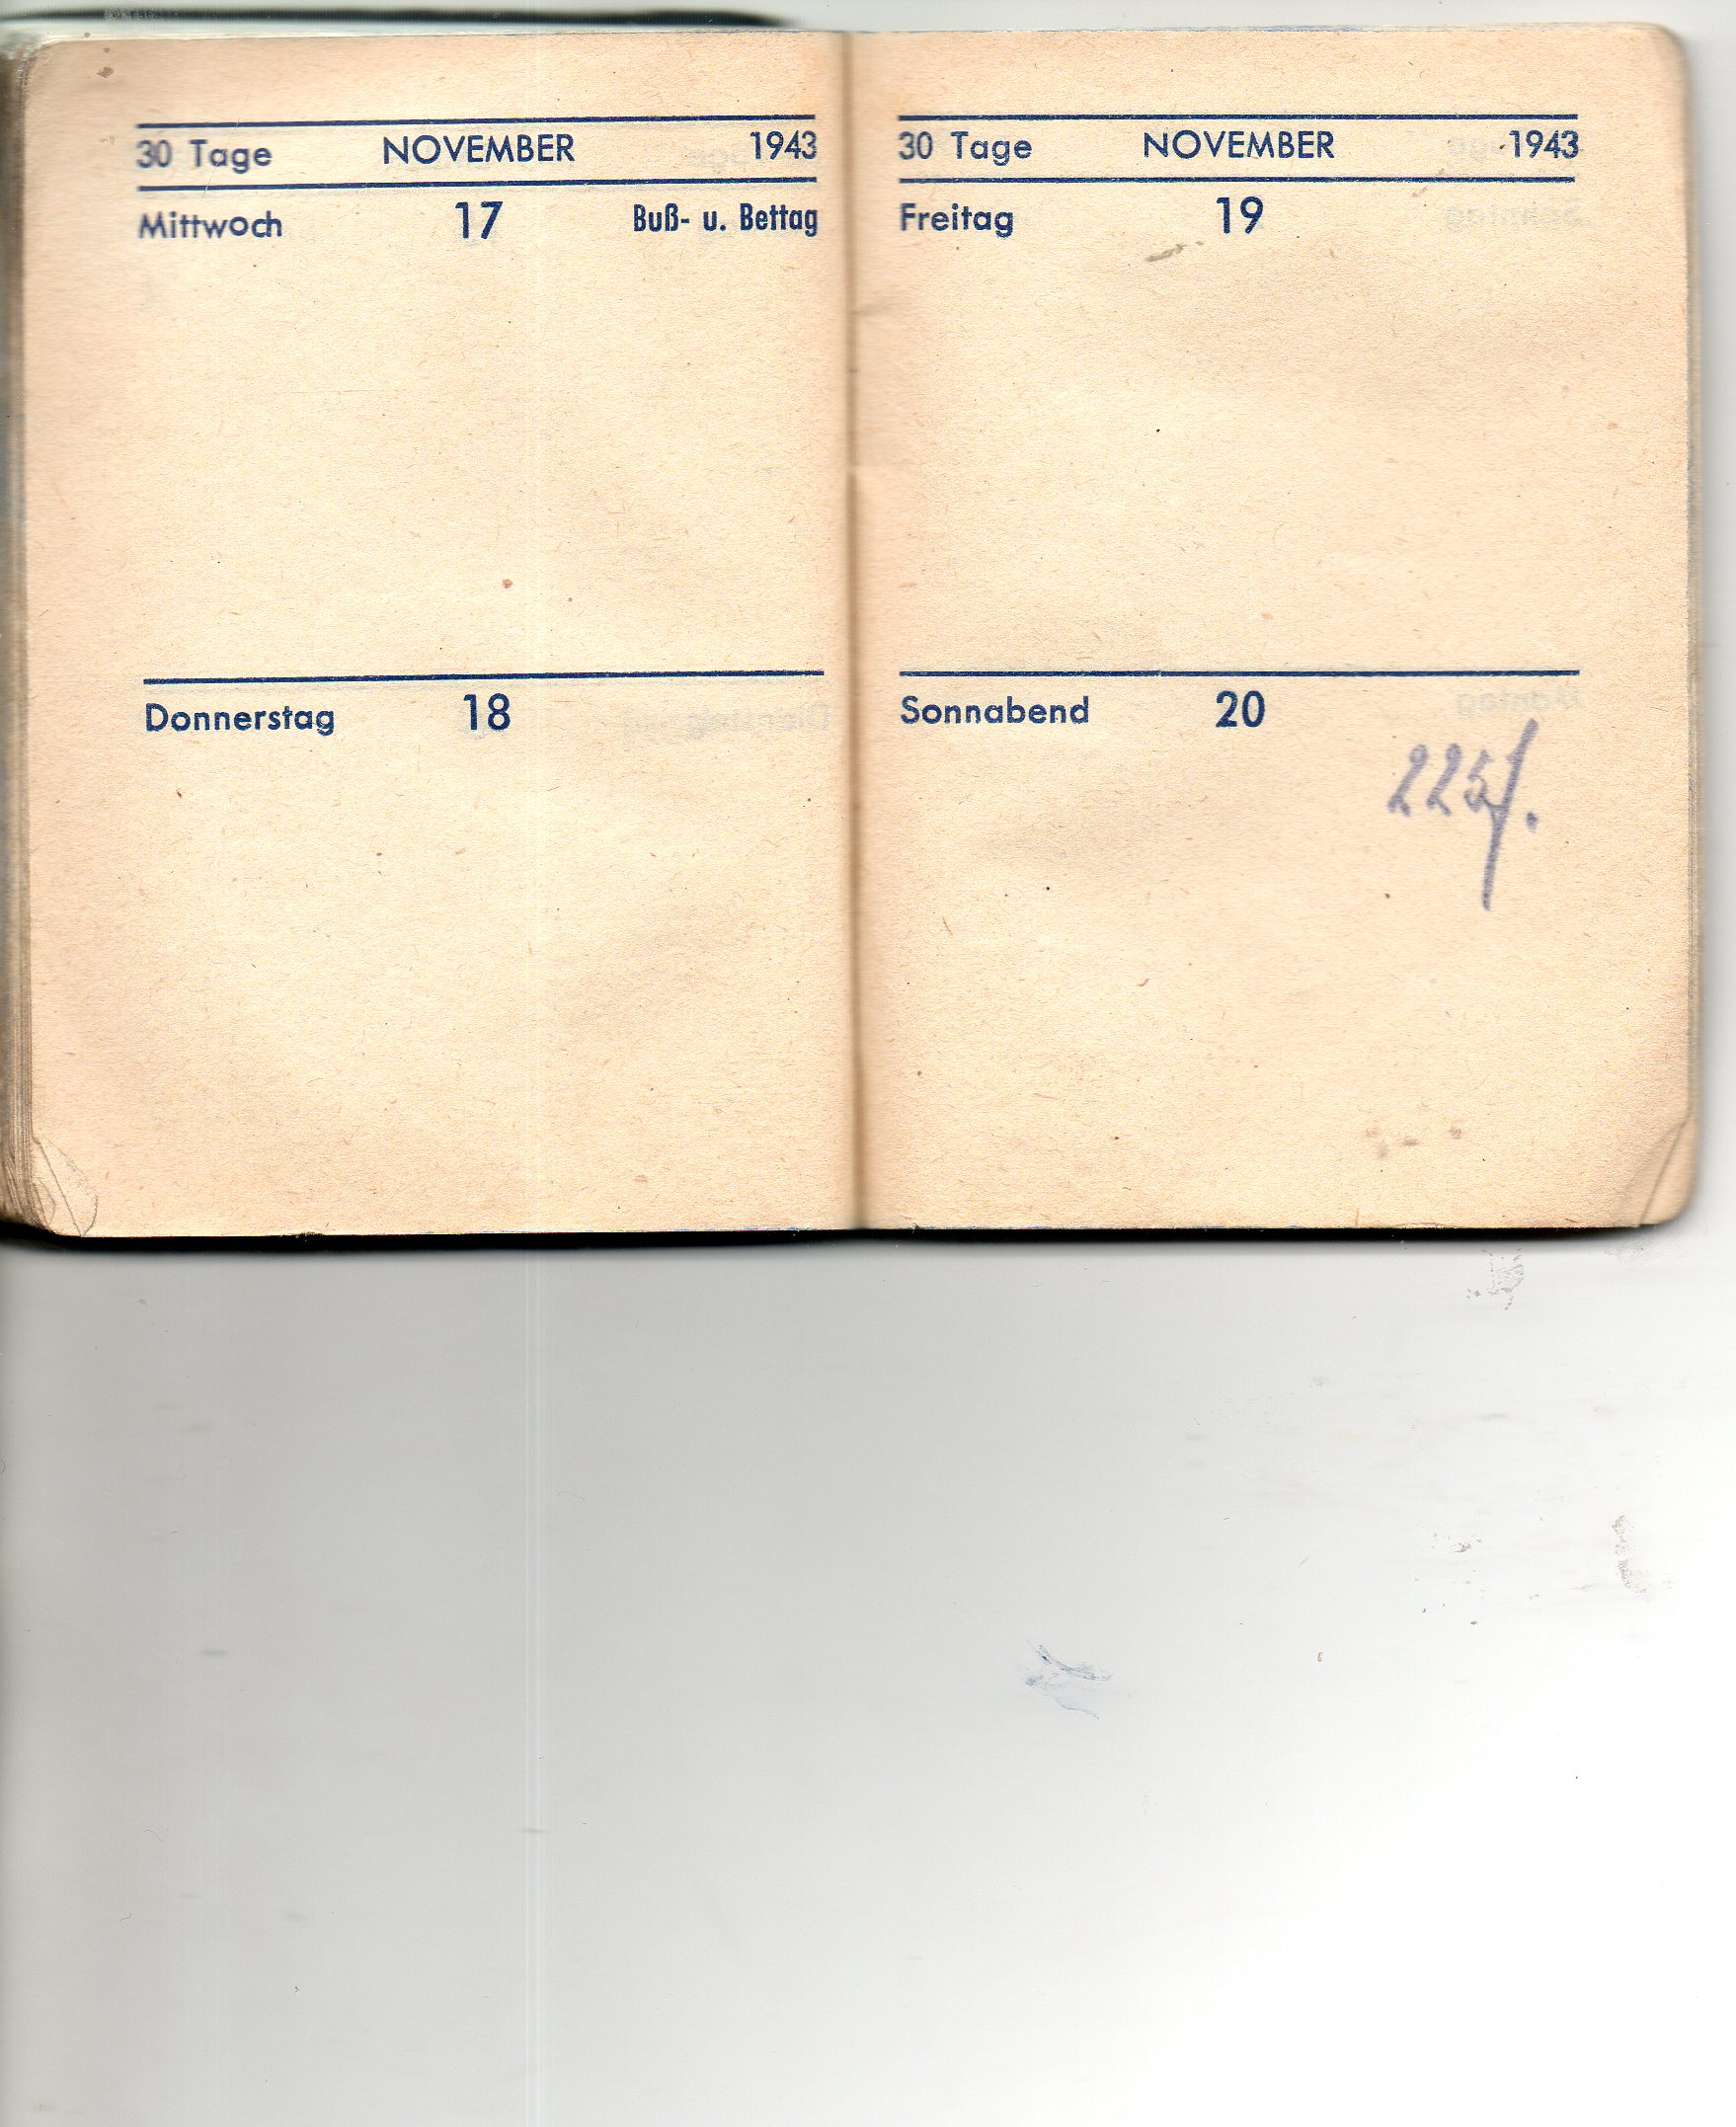 30 Tage NOVEMBER 1943
Mittwoch 17 Buß- u. Bettag
Donnerstag 18
30 Tage NOVEMBER 1943
Freitag 19
Sonnabend 20